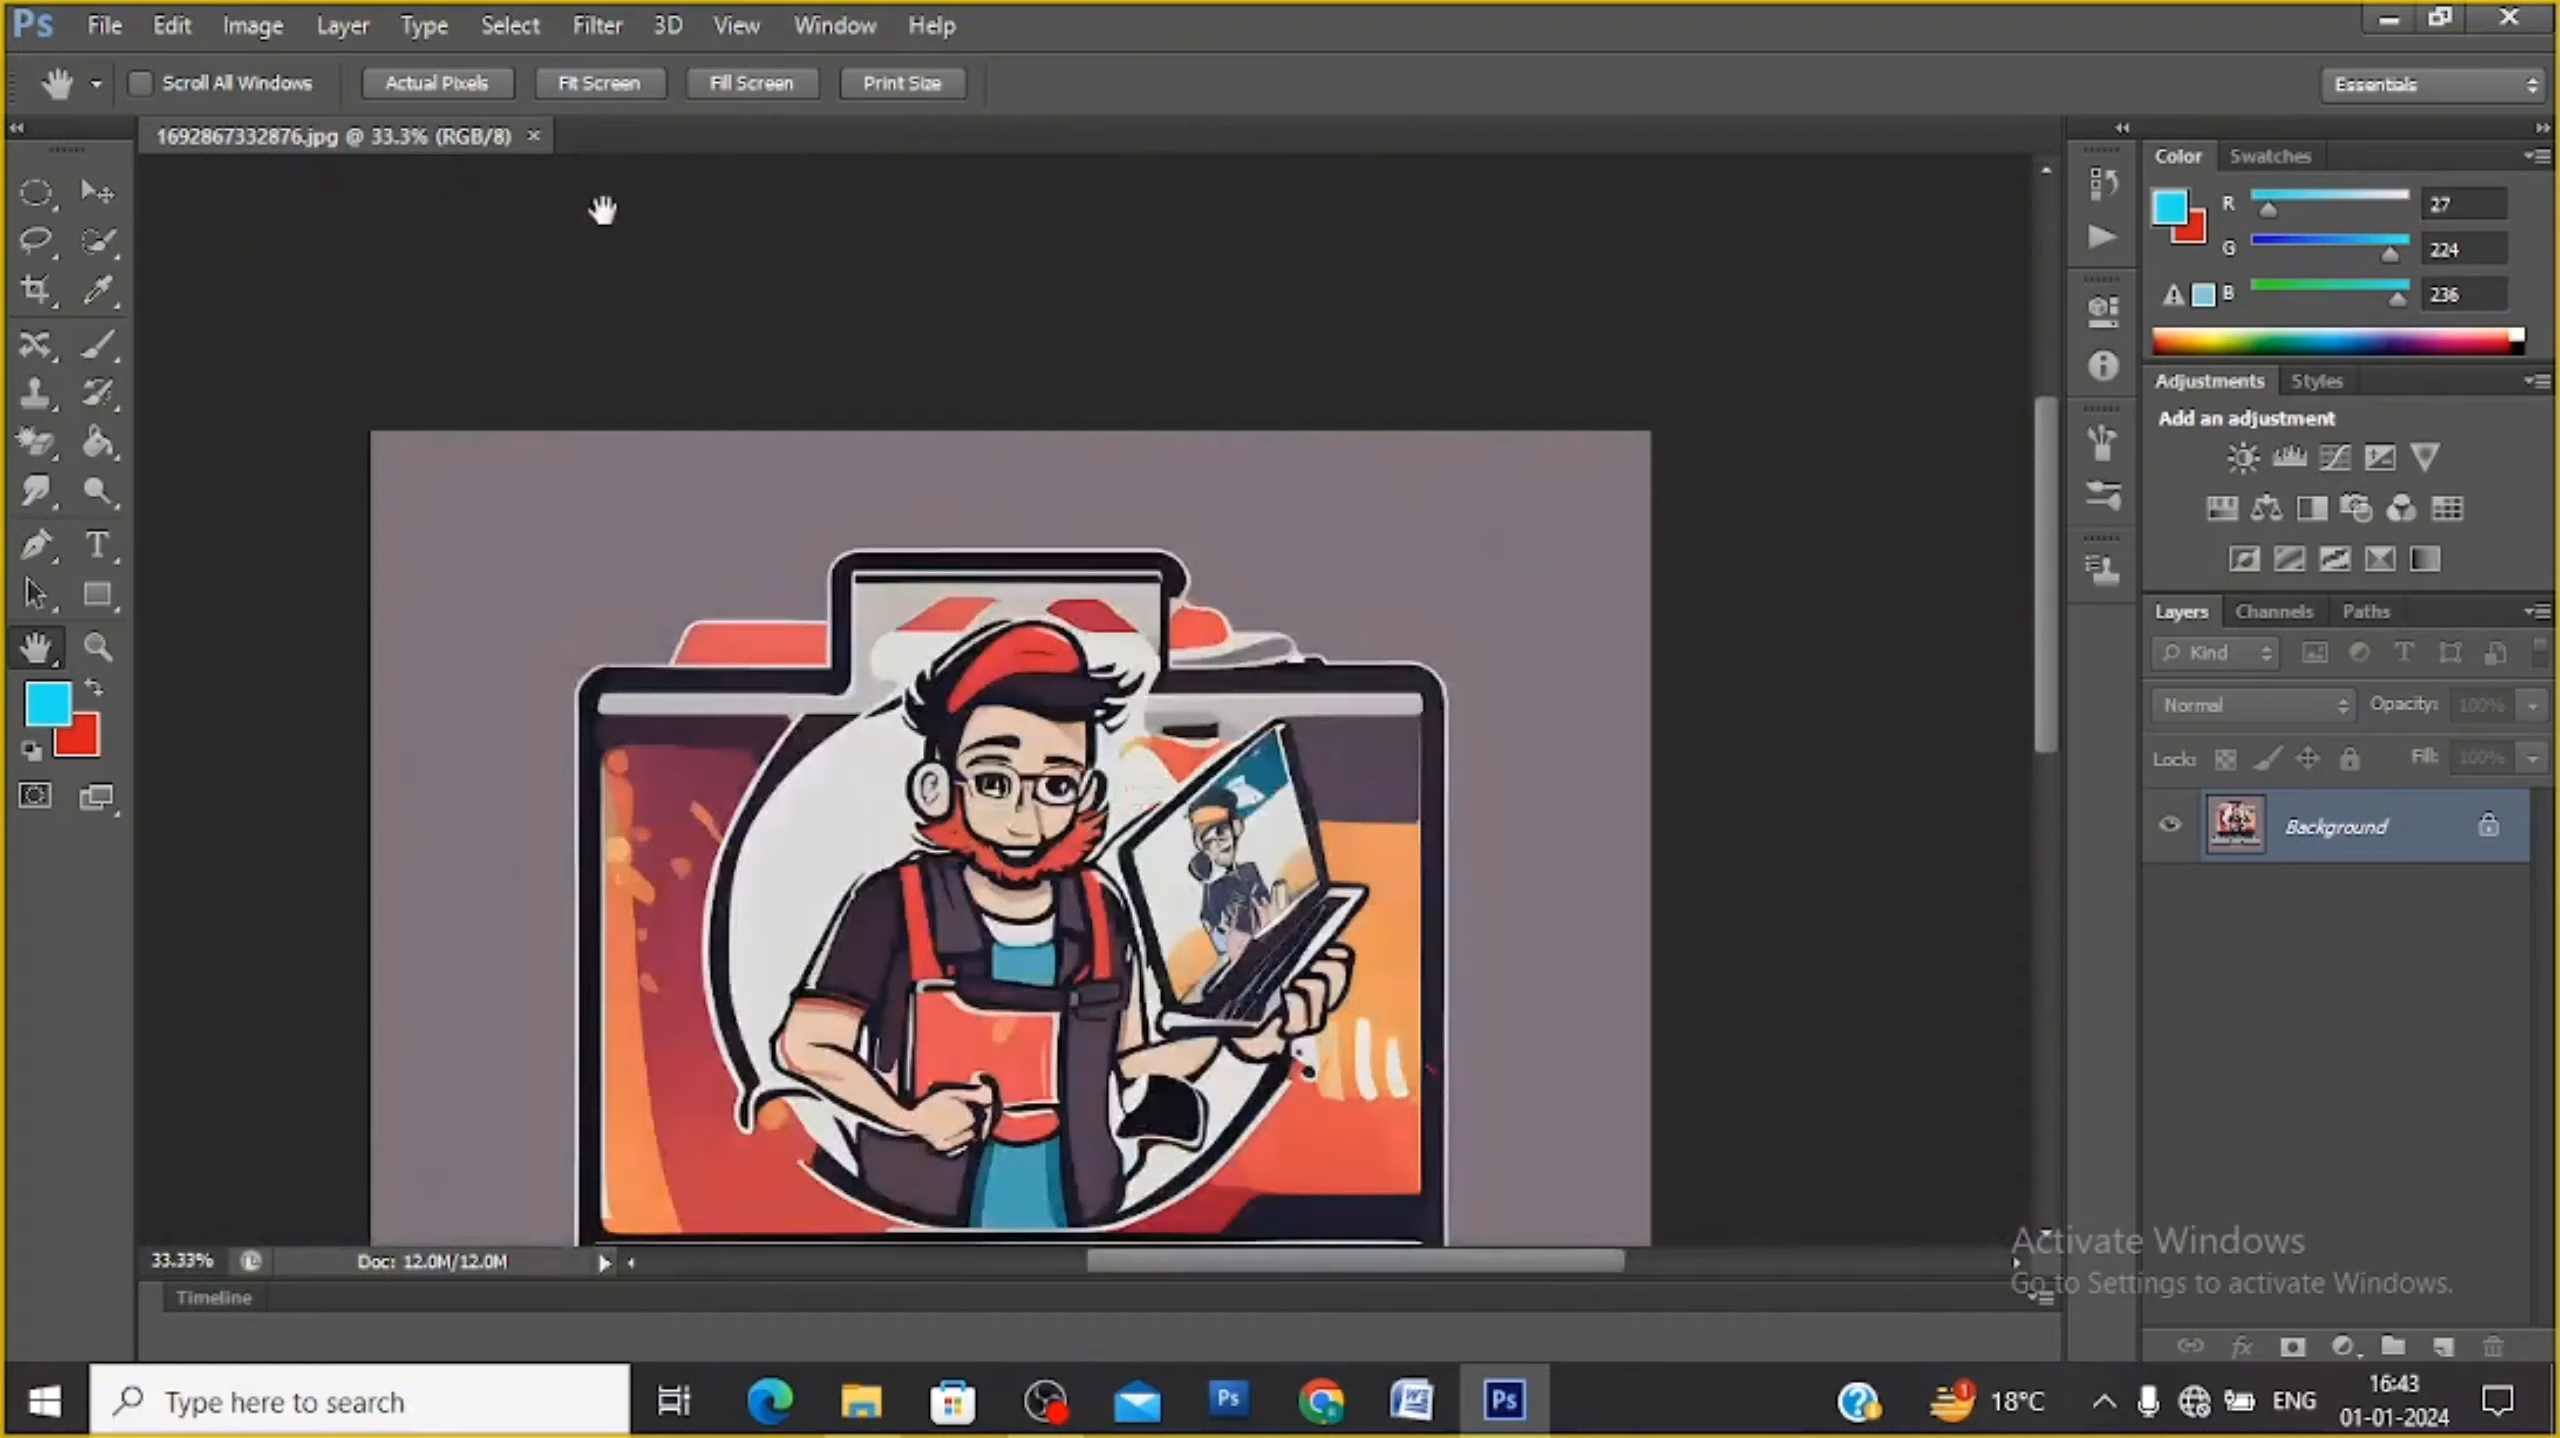 Ps File Edit Image Layer Type Select Filter 3D View Window Help
Scroll All Windows Actual Pixels Fit Screen Fill Screen Print Size Essentials
1692867332876.jpg @ 33.3% (RGB/8) ×
Color Swatches
R 27
G 224
B 236
Adjustments Styles
Add an adjustment
Layers Channels Paths
Kind
Normal Opacity: 100%
Lock: Fill: 100%
Background
T
33.33% Doc: 12.0M/12.0M
Timeline
Activate Windows
Go to Settings to activate Windows.
Type here to search
Ps
Ps
1
18°C
ENG
16:43
01-01-2024